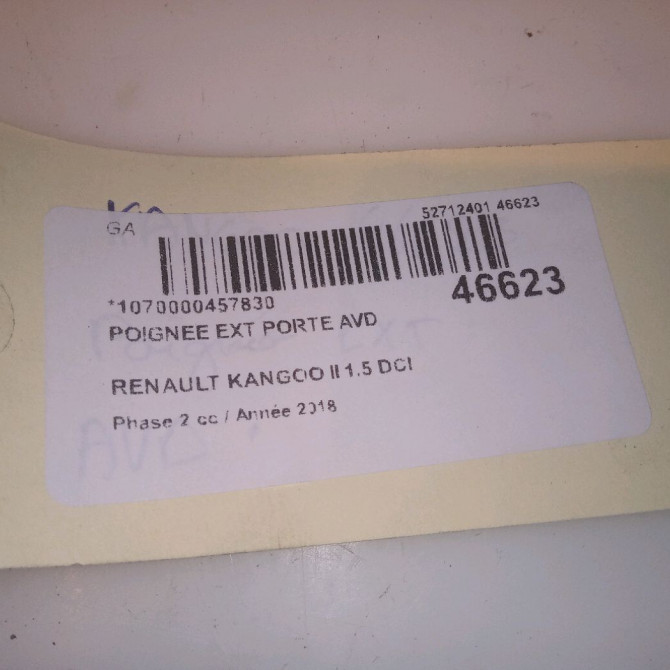 52712401 46623
GA
*1070000457830
46623
POIGNEE EXT PORTE AVD
RENAULT KANGOO II 1.5 DCI
Phase 2 cc / Année 2018